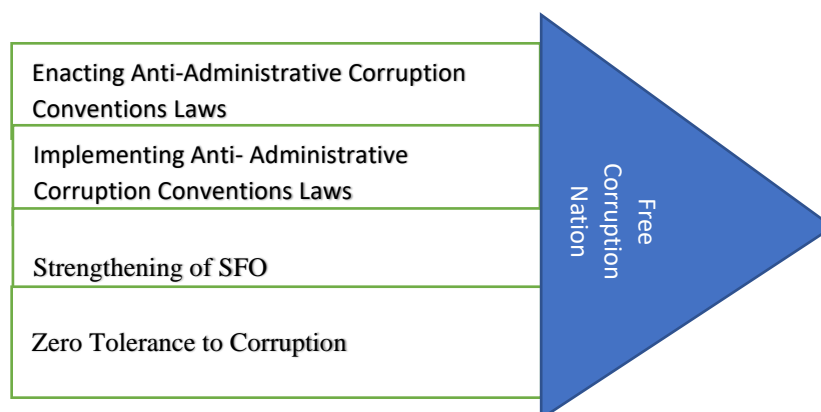 Enacting Anti-Administrative Corruption
Conventions Laws
Implementing Anti- Administrative
Corruption Conventions Laws
Strengthening of SFO
Zero Tolerance to Corruption
Free
Corruption
Nation